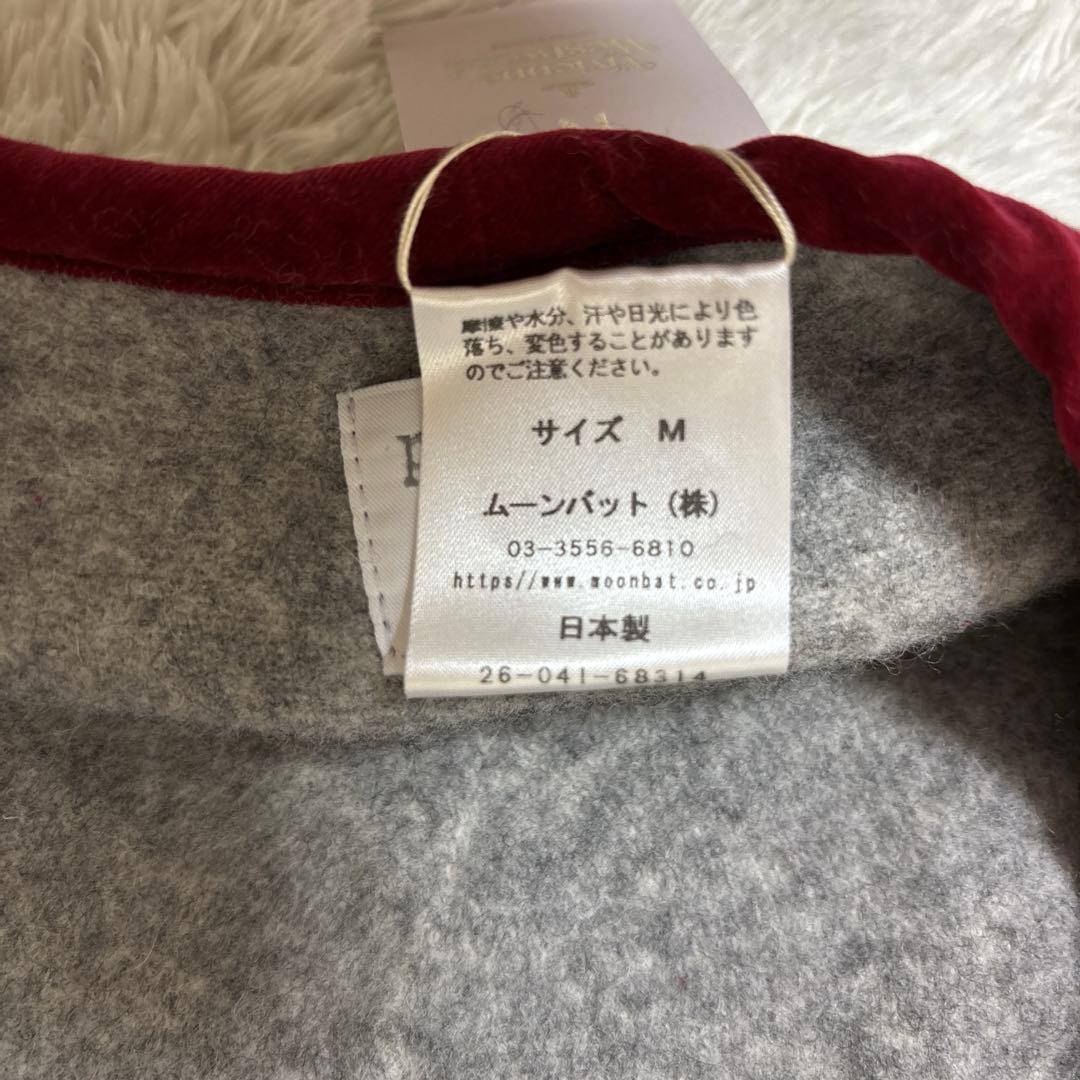 Vivienne
Westwood
摩擦や水分、汗や日光により色
落ち、変色することがあります
のでご注意ください。
サイズ M
ムーンバット（株）
03-3556-6810
https//www.moonbat.co.jp
日本製
26-041-68314